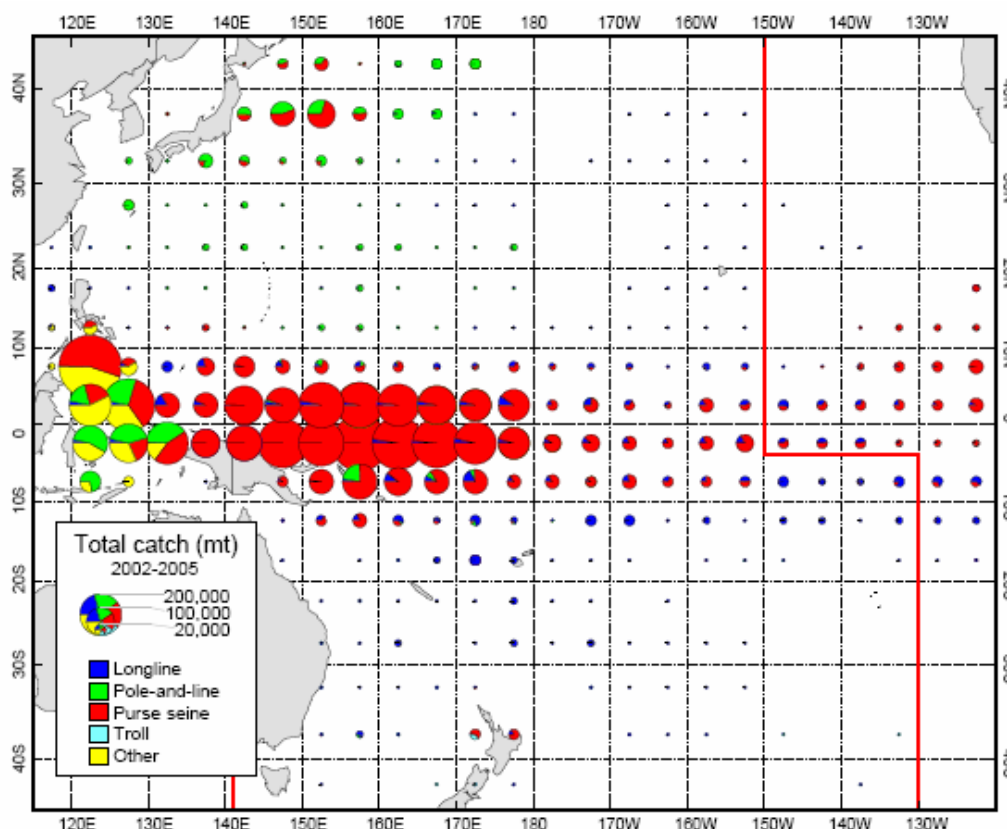 120E 130E 140E 150E 160E 170E 180 170W 160W 150W 140W 130W
40N
30N
20N
10N
0
10S
20S
30S
40S
Total catch (mt)
2002-2005
200,000
100,000
20,000
Longline
Pole-and-line
Purse seine
Troll
Other
120E 130E 140E 150E 160E 170E 180 170W 160W 150W 140W 130W